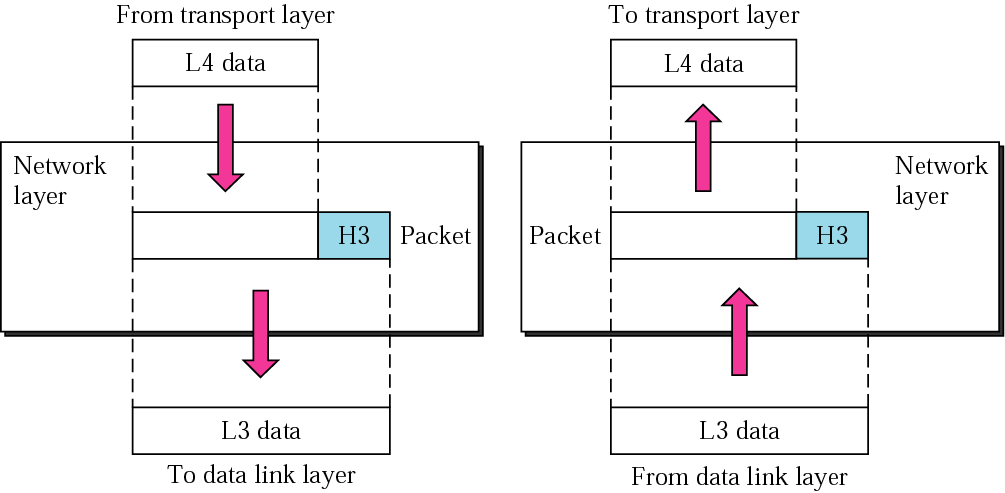 From transport layer
L4 data
Network
layer
H3
Packet
L3 data
To data link layer
To transport layer
L4 data
Network
layer
Packet
H3
L3 data
From data link layer